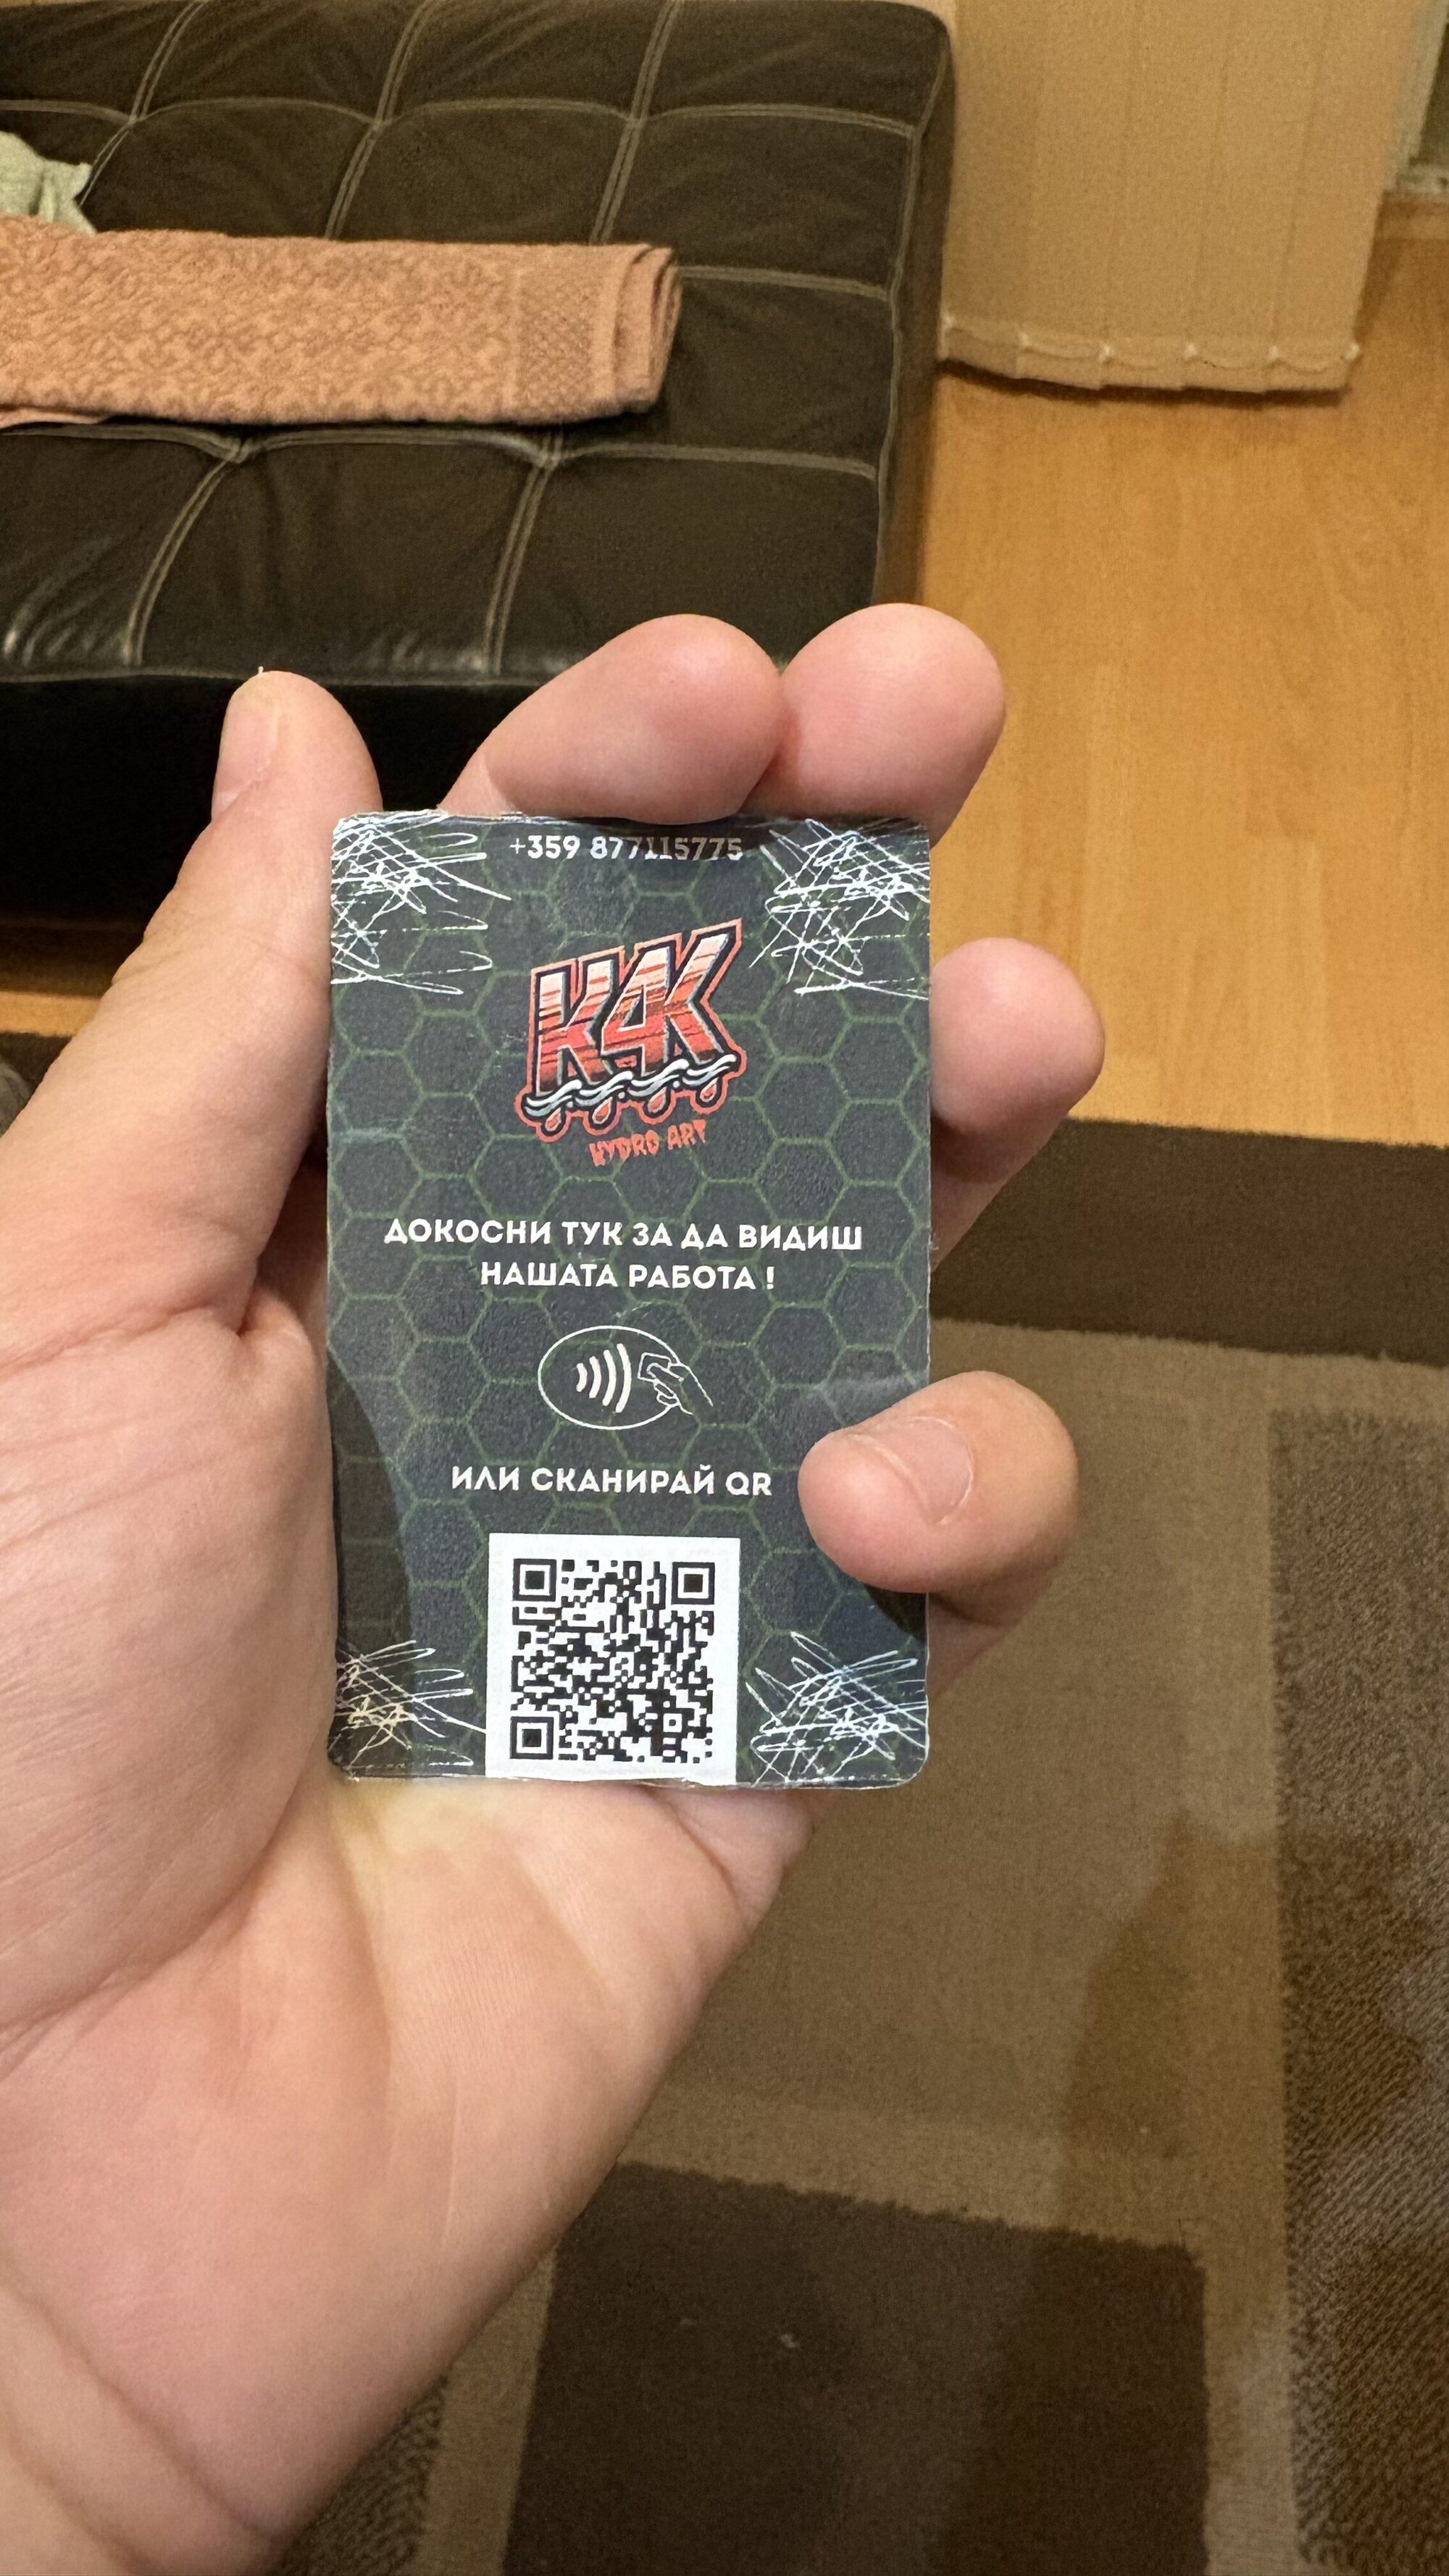 +359 877115775
K4K
HYDRO ART
ДОКОСНИ ТУК ЗА ДА ВИДИШ
НАШАТА РАБОТА !
ИЛИ СКАНИРАЙ QR